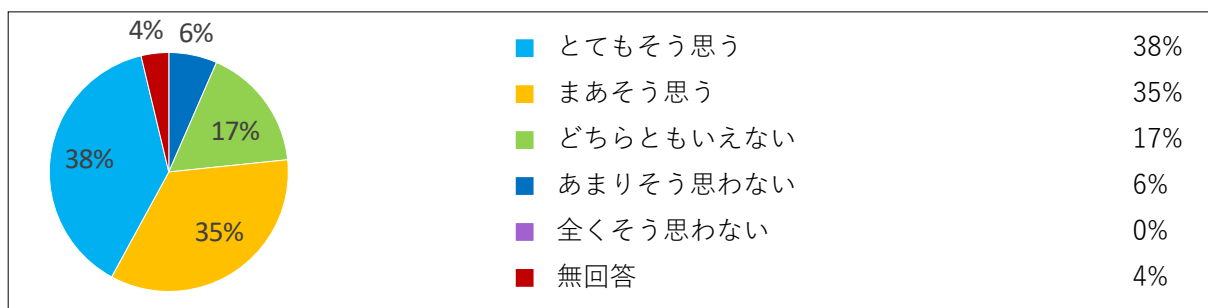 4%
6%
17%
38%
35%
とてもそう思う 38%
まあそう思う 35%
どちらともいえない 17%
あまりそう思わない 6%
全くそう思わない 0%
無回答 4%